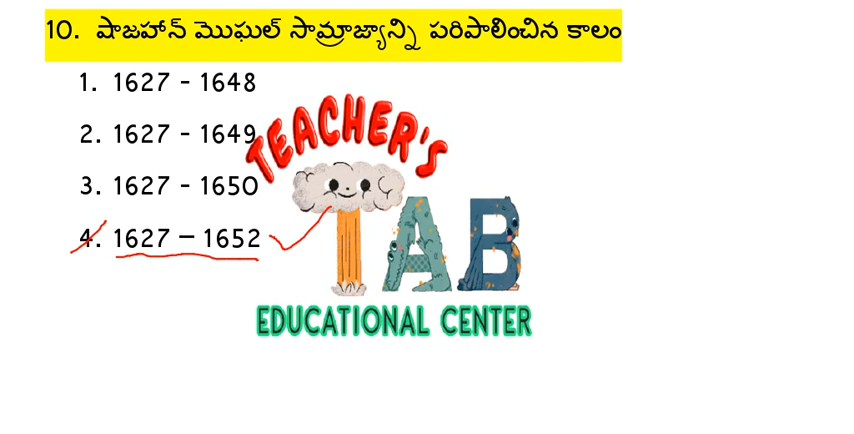 10. షాజహాన్ మొఘల్ సామ్రాజ్యాన్ని పరిపాలించిన కాలం
1. 1627 - 1648
2. 1627 - 1649
3. 1627 - 1650
4. 1627 – 1652
TEACHER'S
TAB
EDUCATIONAL CENTER